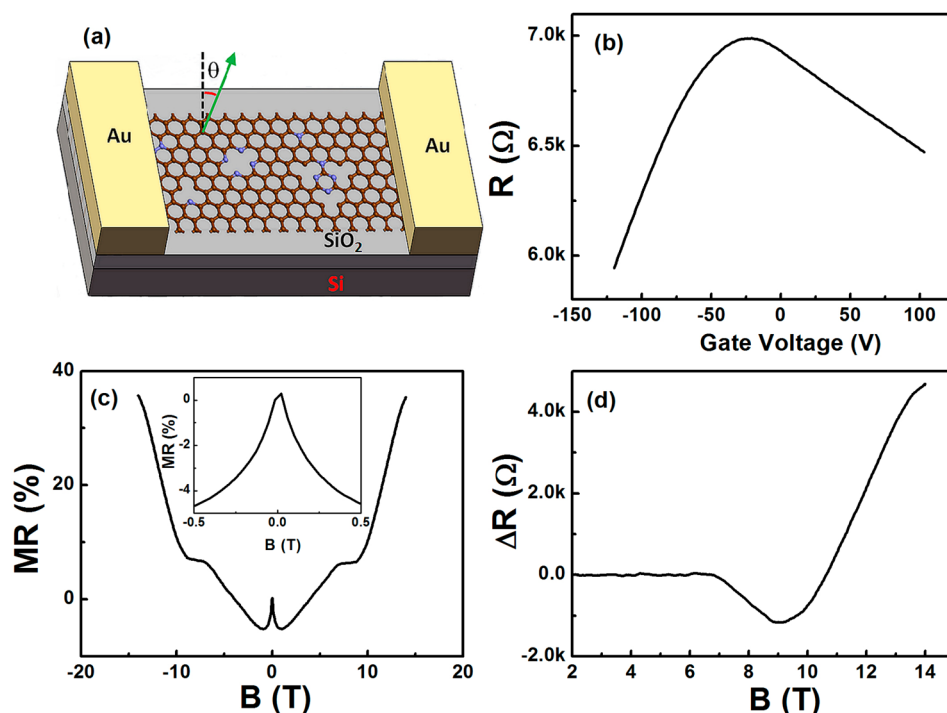 (a)
θ
Au
Au
SiO₂
Si
(b)
R (Ω)
7.0k
6.5k
6.0k
-150 -100 -50 0 50 100
Gate Voltage (V)
(c)
MR (%)
40
20
0
-20 -10 0 10 20
B (T)
MR (%)
0
-2
-4
-0.5 0.0 0.5
B (T)
(d)
ΔR (Ω)
4.0k
2.0k
0.0
-2.0k
2 4 6 8 10 12 14
B (T)